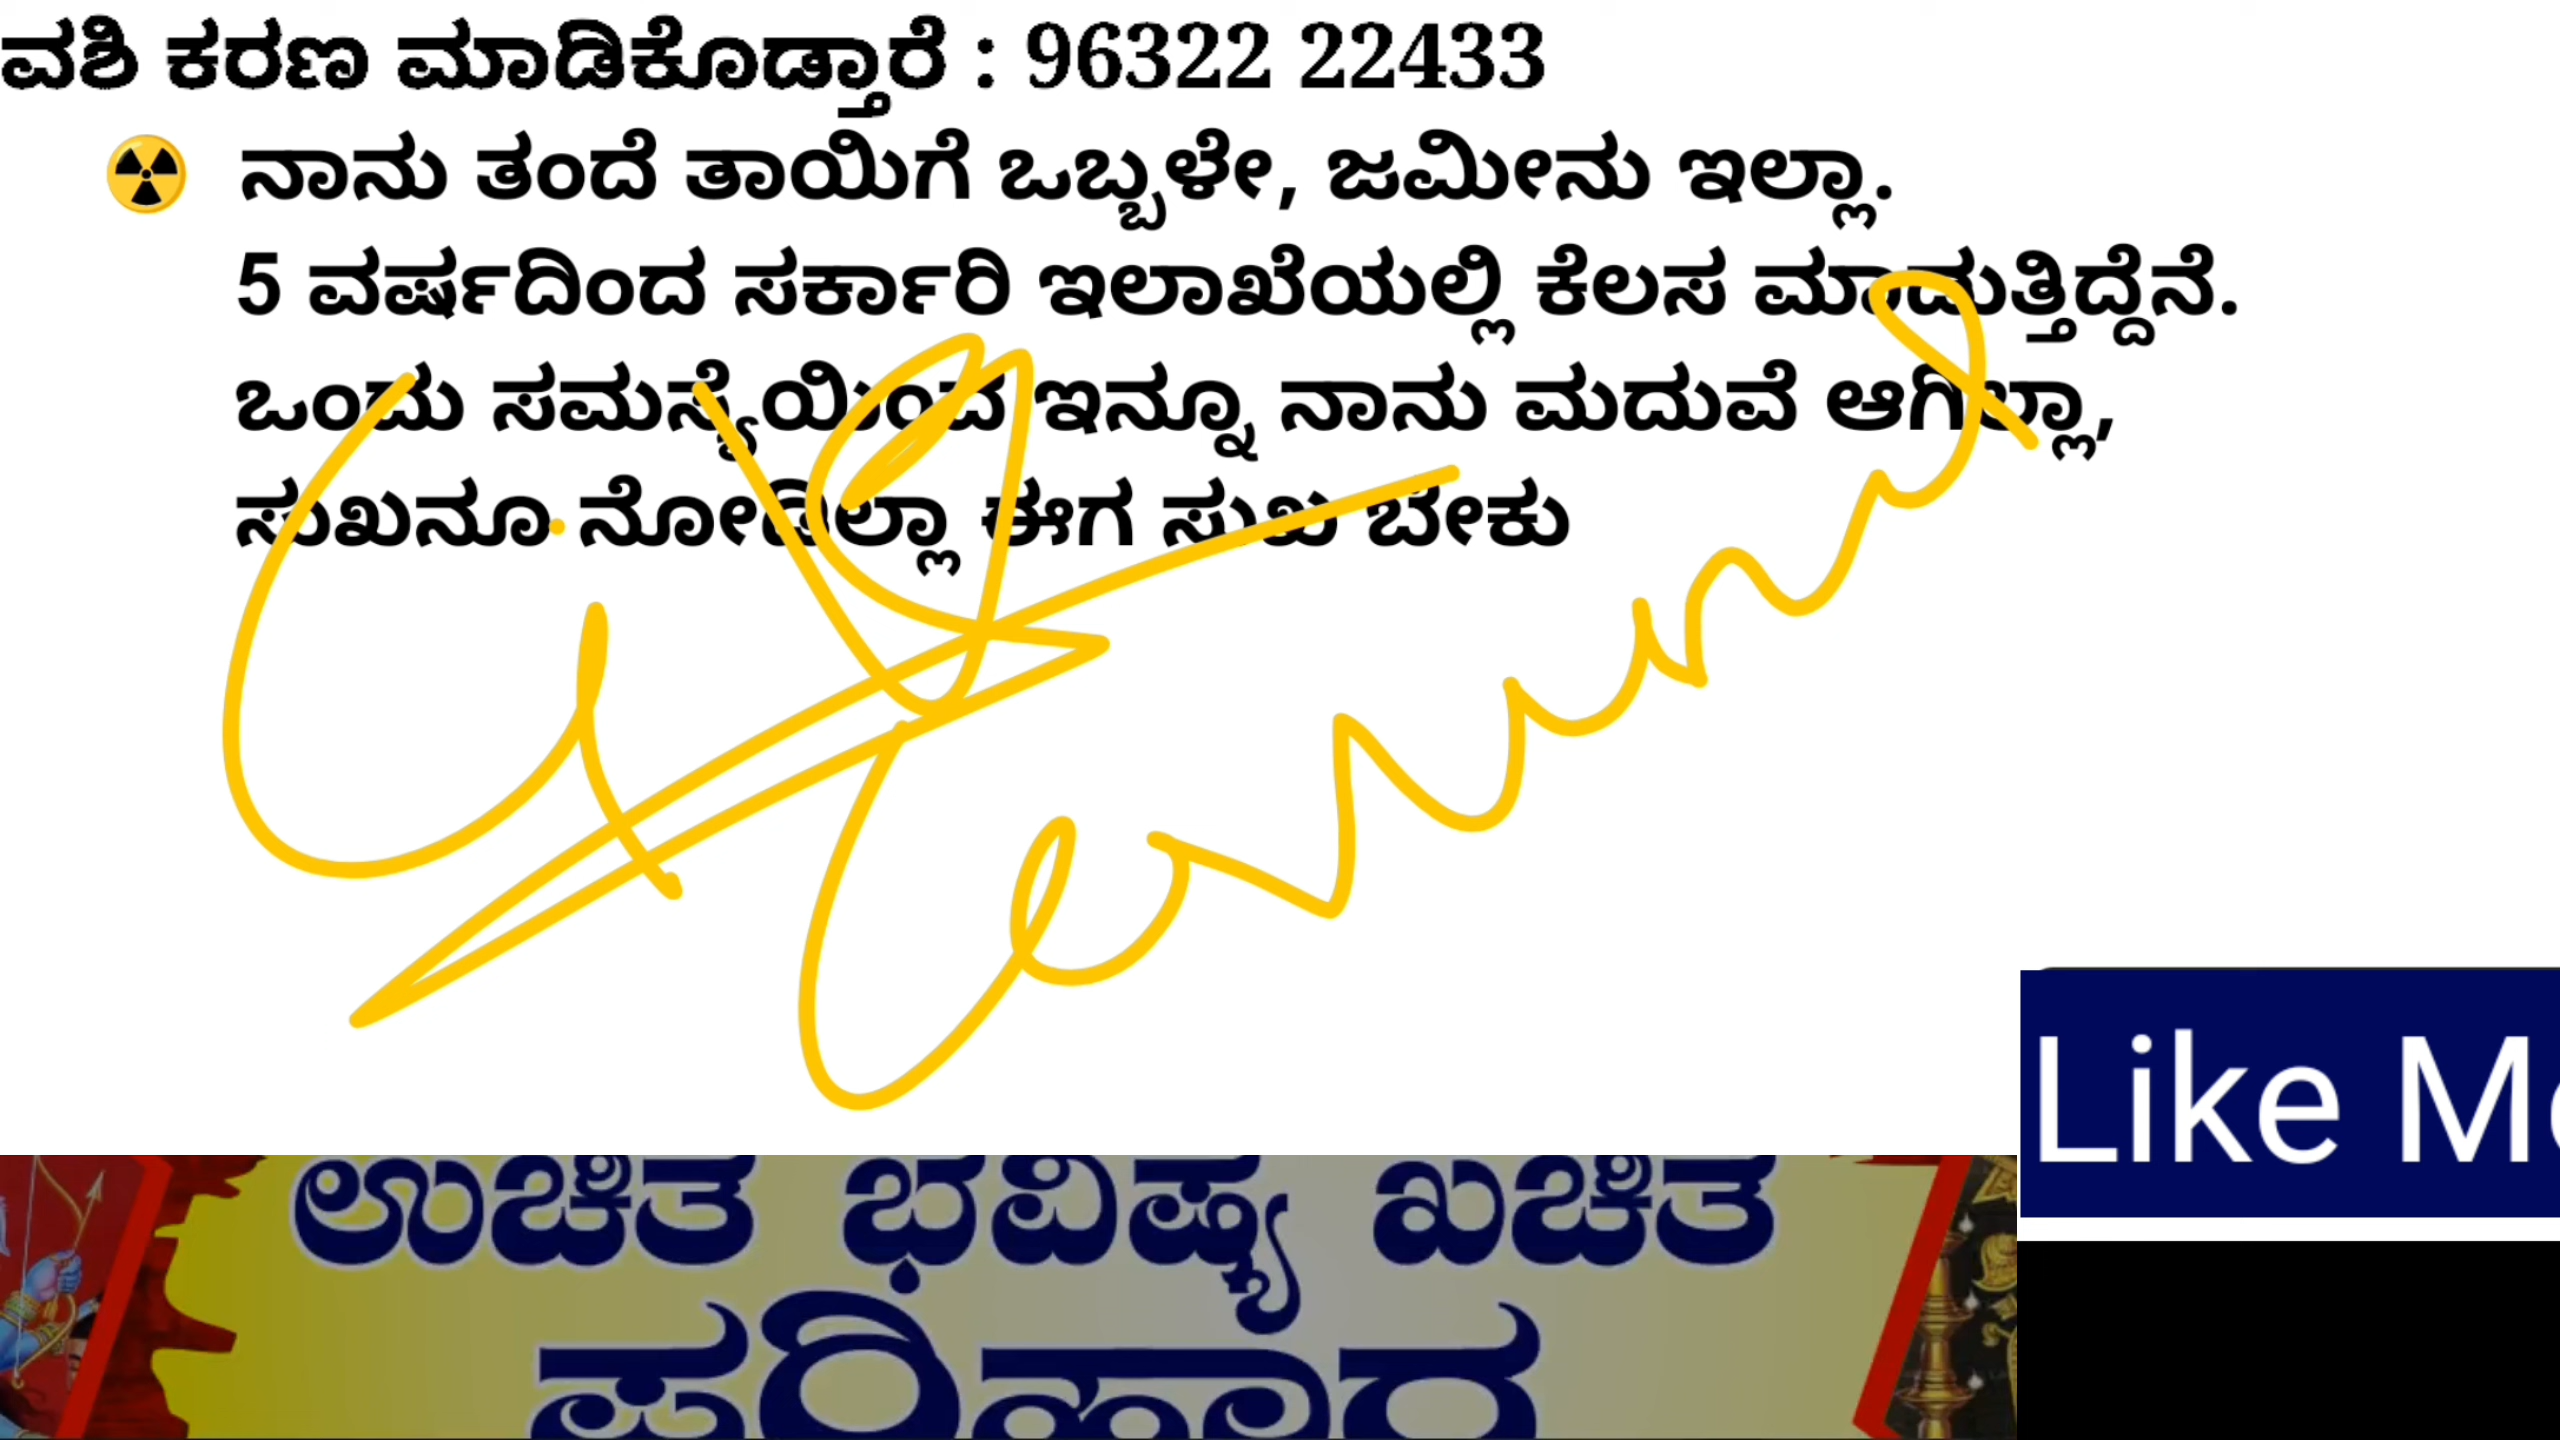 ವಶಿ ಕರಣ ಮಾಡಿಕೊಡ್ತಾರೆ : 96322 22433
☢ ನಾನು ತಂದೆ ತಾಯಿಗೆ ಒಬ್ಬಳೇ, ಜಮೀನು ಇಲ್ಲಾ.
5 ವರ್ಷದಿಂದ ಸರ್ಕಾರಿ ಇಲಾಖೆಯಲ್ಲಿ ಕೆಲಸ ಮಾಡುತ್ತಿದ್ದೆನೆ.
ಒಂದು ಸಮಸ್ಯೆಯಿಂದ ಇನ್ನೂ ನಾನು ಮದುವೆ ಆಗಿಲ್ಲಾ,
ಸುಖನೂ ನೋಡಿಲ್ಲಾ ಈಗ ಸುಖ ಬೇಕು
Like M
ಉಚಿತ ಭವಿಷ್ಯ ಖಚಿತ
ಪರಿಹಾರ